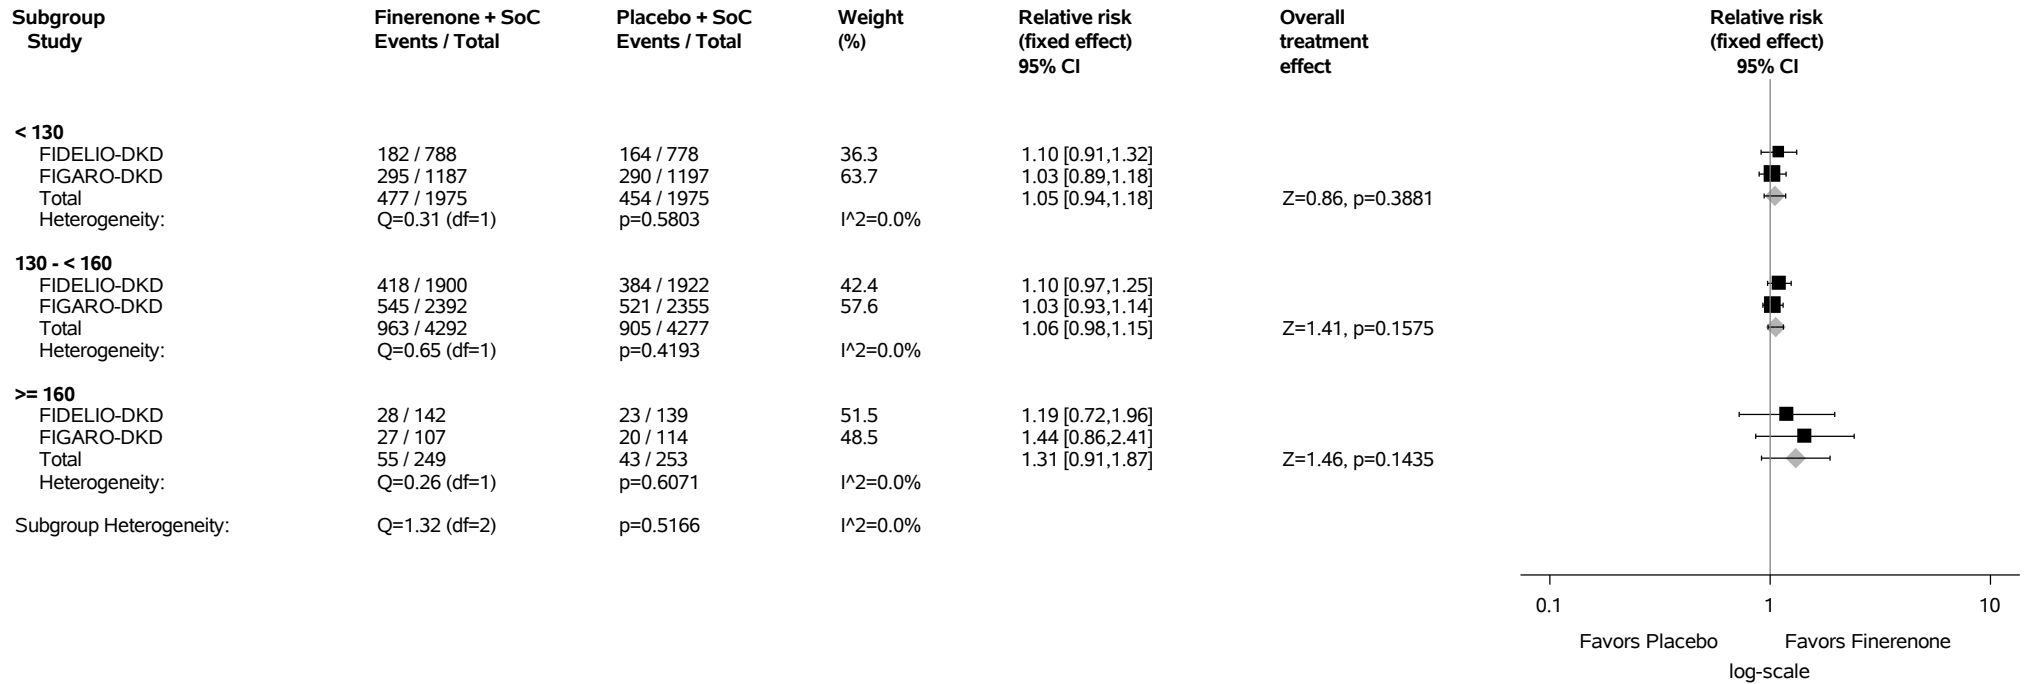 Subgroup Finerenone + SoC Placebo + SoC Weight Relative risk Overall Relative risk
Study Events / Total Events / Total (%) (fixed effect) treatment (fixed effect)
95% CI effect 95% CI
< 130
FIDELIO-DKD 182 / 788 164 / 778 36.3 1.10 [0.91,1.32]
FIGARO-DKD 295 / 1187 290 / 1197 63.7 1.03 [0.89,1.18]
Total 477 / 1975 454 / 1975 1.05 [0.94,1.18] Z=0.86, p=0.3881
Heterogeneity: Q=0.31 (df=1) p=0.5803 I^2=0.0%
130 - < 160
FIDELIO-DKD 418 / 1900 384 / 1922 42.4 1.10 [0.97,1.25]
FIGARO-DKD 545 / 2392 521 / 2355 57.6 1.03 [0.93,1.14]
Total 963 / 4292 905 / 4277 1.06 [0.98,1.15] Z=1.41, p=0.1575
Heterogeneity: Q=0.65 (df=1) p=0.4193 I^2=0.0%
>= 160
FIDELIO-DKD 28 / 142 23 / 139 51.5 1.19 [0.72,1.96]
FIGARO-DKD 27 / 107 20 / 114 48.5 1.44 [0.86,2.41]
Total 55 / 249 43 / 253 1.31 [0.91,1.87] Z=1.46, p=0.1435
Heterogeneity: Q=0.26 (df=1) p=0.6071 I^2=0.0%
Subgroup Heterogeneity: Q=1.32 (df=2) p=0.5166 I^2=0.0%
0.1 1 10
Favors Placebo Favors Finerenone
log-scale